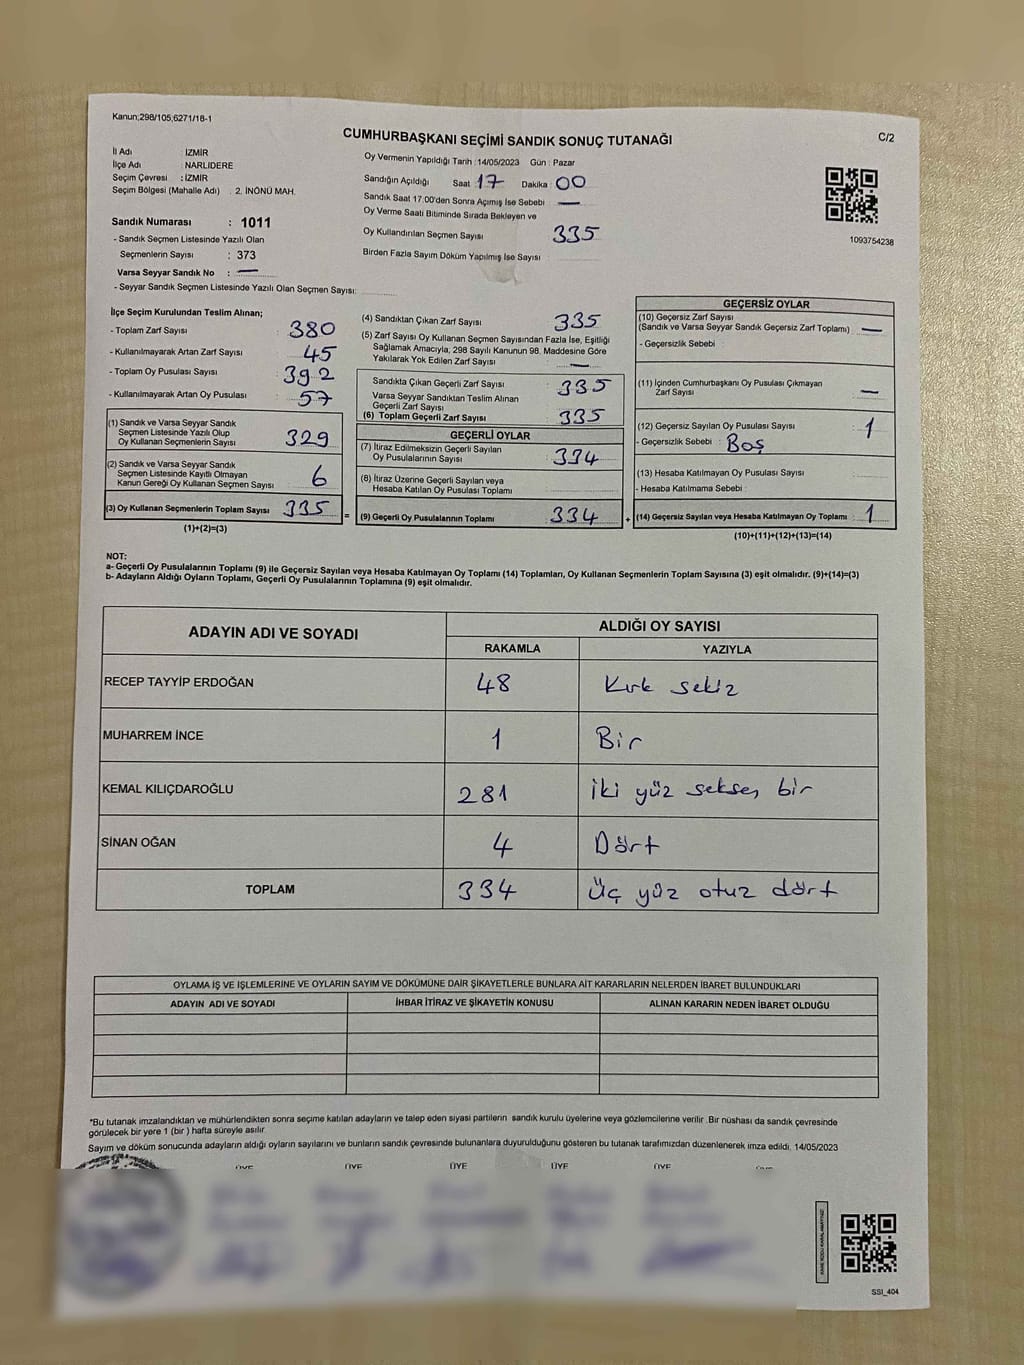 Kanun;298/105;6271/18-1
CUMHURBAŞKANI SEÇİMİ SANDIK SONUÇ TUTANAĞI
C/2
İl Adı İZMİR
İlçe Adı NARLIDERE
Seçim Çevresi : İZMİR
Seçim Bölgesi (Mahalle Adı) . 2. İNÖNÜ MAH.
Sandık Numarası : 1011
- Sandık Seçmen Listesinde Yazılı Olan
Seçmenlerin Sayısı : 373
Varsa Seyyar Sandık No : —
- Seyyar Sandık Seçmen Listesinde Yazılı Olan Seçmen Sayısı:
Oy Vermenin Yapıldığı Tarih : 14/05/2023 Gün : Pazar
Sandığın Açıldığı Saat 17 Dakika : 00
Sandık Saat 17:00'den Sonra Açımış İse Sebebi : —
Oy Verme Saati Bitiminde Sırada Bekleyen ve
Oy Kullandırılan Seçmen Sayısı 335
Birden Fazla Sayım Döküm Yapılmış İse Sayısı :
1093754238
İlçe Seçim Kurulundan Teslim Alınan;
- Toplam Zarf Sayısı 380
- Kullanılmayarak Artan Zarf Sayısı 45
- Toplam Oy Pusulası Sayısı 392
- Kullanılmayarak Artan Oy Pusulası 57
(1) Sandık ve Varsa Seyyar Sandık
Seçmen Listesinde Yazılı Olup
Oy Kullanan Seçmenlerin Sayısı 329
(2) Sandık ve Varsa Seyyar Sandık
Seçmen Listesinde Kayıtlı Olmayan
Kanun Gereği Oy Kullanan Seçmen Sayısı 6
(3) Oy Kullanan Seçmenlerin Toplam Sayısı 335
(1)+(2)=(3)
(4) Sandıktan Çıkan Zarf Sayısı : 335
(5) Zarf Sayısı Oy Kullanan Seçmen Sayısından Fazla İse, Eşitliği
Sağlamak Amacıyla, 298 Sayılı Kanunun 98. Maddesine Göre
Yakılarak Yok Edilen Zarf Sayısı : —
Sandıkta Çıkan Geçerli Zarf Sayısı : 335
Varsa Seyyar Sandıktan Teslim Alınan
Geçerli Zarf Sayısı
(6) Toplam Geçerli Zarf Sayısı : 335
GEÇERLİ OYLAR
(7) İtiraz Edilmeksizin Geçerli Sayılan
Oy Pusulalarının Sayısı : 334
(8) İtiraz Üzerine Geçerli Sayılan veya
Hesaba Katılan Oy Pusulası Toplamı
=
(9) Geçerli Oy Pusulalarının Toplamı : 334
+
GEÇERSİZ OYLAR
(10) Geçersiz Zarf Sayısı
(Sandık ve Varsa Seyyar Sandık Geçersiz Zarf Toplamı) : —
- Geçersizlik Sebebi :
(11) İçinden Cumhurbaşkanı Oy Pusulası Çıkmayan
Zarf Sayısı : —
(12) Geçersiz Sayılan Oy Pusulası Sayısı : 1
- Geçersizlik Sebebi : Boş
(13) Hesaba Katılmayan Oy Pusulası Sayısı :
- Hesaba Katılmama Sebebi :
(14) Geçersiz Sayılan veya Hesaba Katılmayan Oy Toplamı : 1
(10)+(11)+(12)+(13)=(14)
NOT:
a- Geçerli Oy Pusulalarının Toplamı (9) ile Geçersiz Sayılan veya Hesaba Katılmayan Oy Toplamı (14) Toplamları, Oy Kullanan Seçmenlerin Toplam Sayısına (3) eşit olmalıdır. (9)+(14)=(3)
b- Adayların Aldığı Oyların Toplamı, Geçerli Oy Pusulalarının Toplamına (9) eşit olmalıdır.
ADAYIN ADI VE SOYADI ALDIĞI OY SAYISI
RAKAMLA YAZIYLA
RECEP TAYYİP ERDOĞAN 48 Kırk sekiz
MUHARREM İNCE 1 Bir
KEMAL KILIÇDAROĞLU 281 iki yüz seksen bir
SİNAN OĞAN 4 Dört
TOPLAM 334 Üç yüz otuz dört
OYLAMA İŞ VE İŞLEMLERİNE VE OYLARIN SAYIM VE DÖKÜMÜNE DAİR ŞİKAYETLERLE BUNLARA AİT KARARLARIN NELERDEN İBARET BULUNDUKLARI
ADAYIN ADI VE SOYADI İHBAR İTİRAZ VE ŞİKAYETİN KONUSU ALINAN KARARIN NEDEN İBARET OLDUĞU
*Bu tutanak imzalandıktan ve mühürlendikten sonra seçime katılan adayların ve talep eden siyasi partilerin sandık kurulu üyelerine veya gözlemcilerine verilir .Bir nüshası da sandık çevresinde
görülecek bir yere 1 (bir ) hafta süreyle asılır.
Sayım ve döküm sonucunda adayların aldığı oyların sayılarını ve bunların sandık çevresinde bulunanlara duyurulduğunu gösteren bu tutanak tarafımızdan düzenlenerek imza edildi. 14/05/2023
ÜYE ÜYE ÜYE ÜYE ÜYE
SSI_404